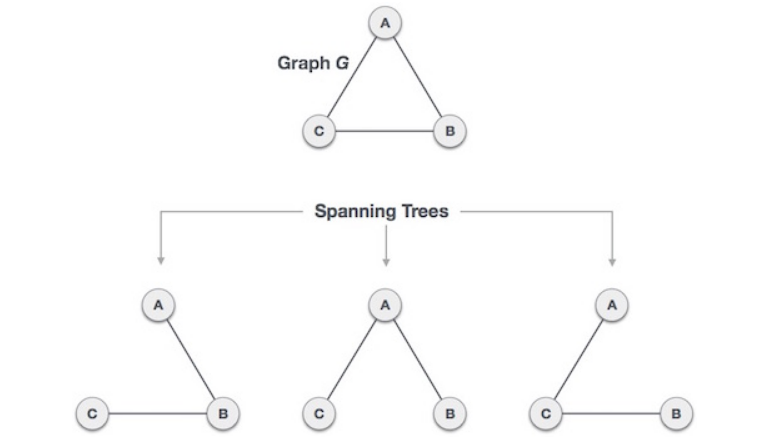 A
Graph G
C B
Spanning Trees
A A A
C B C B C B